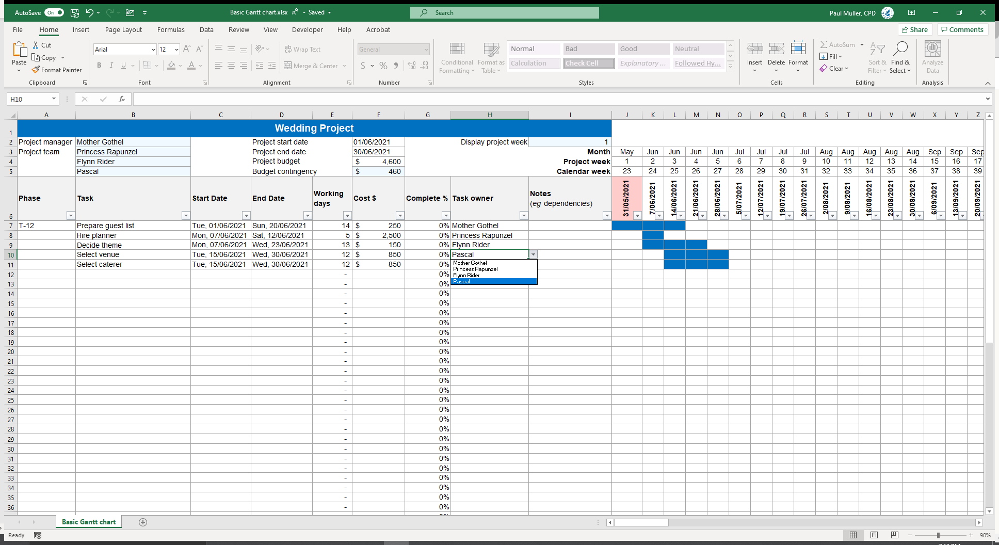 AutoSave On Basic Gantt chart.xlsx - Saved Search Paul Muller, CPD
File Home Insert Page Layout Formulas Data Review View Developer Help Acrobat Share Comments
Paste Cut Copy Format Painter
Clipboard
Arial 12
B I U A
Font
Wrap Text
Merge & Center
Alignment
General
$ % 9
Number
Conditional Formatting
Format as Table
Normal Bad Good Neutral
Calculation Check Cell Explanatory ... Followed Hy...
Styles
Insert Delete Format
Cells
AutoSum
Fill
Clear
Sort & Filter
Find & Select
Editing
Analyze Data
Analysis
H10 fx
A B C D E F G H I J K L M N O P Q R S T U V W X Y Z
1 Wedding Project
2 Project manager Mother Gothel Project start date 01/06/2021 Display project week 1
3 Project team Princess Rapunzel Project end date 30/06/2021 Month May Jun Jun Jun Jun Jul Jul Jul Jul Aug Aug Aug Aug Aug Sep Sep Sep
4 Flynn Rider Project budget $ 4,600 Project week 1 2 3 4 5 6 7 8 9 10 11 12 13 14 15 16 17
5 Pascal Budget contingency $ 460 Calendar week 23 24 25 26 27 28 29 30 31 32 33 34 35 36 37 38 39
6 Phase Task Start Date End Date Working days Cost $ Complete % Task owner Notes (eg dependencies) 31/05/2021 7/06/2021 14/06/2021 21/06/2021 28/06/2021 5/07/2021 12/07/2021 19/07/2021 26/07/2021 2/08/2021 9/08/2021 16/08/2021 23/08/2021 30/08/2021 6/09/2021 13/09/2021 20/09/2021
7 T-12 Prepare guest list Tue, 01/06/2021 Sun, 20/06/2021 14 $ 250 0% Mother Gothel
8 Hire planner Mon, 07/06/2021 Sat, 12/06/2021 5 $ 2,500 0% Princess Rapunzel
9 Decide theme Mon, 07/06/2021 Wed, 23/06/2021 13 $ 150 0% Flynn Rider
10 Select venue Tue, 15/06/2021 Wed, 30/06/2021 12 $ 850 0% Pascal
11 Select caterer Tue, 15/06/2021 Wed, 30/06/2021 12 $ 850 0%
Mother Gothel
Princess Rapunzel
Flynn Rider
Pascal
12 - 0%
13 - 0%
14 - 0%
15 - 0%
16 - 0%
17 - 0%
18 - 0%
19 - 0%
20 - 0%
21 - 0%
22 - 0%
23 - 0%
24 - 0%
25 - 0%
26 - 0%
27 - 0%
28 - 0%
29 - 0%
30 - 0%
31 - 0%
32 - 0%
33 - 0%
34 - 0%
35 - 0%
36 - 0%
Basic Gantt chart
Ready 90%